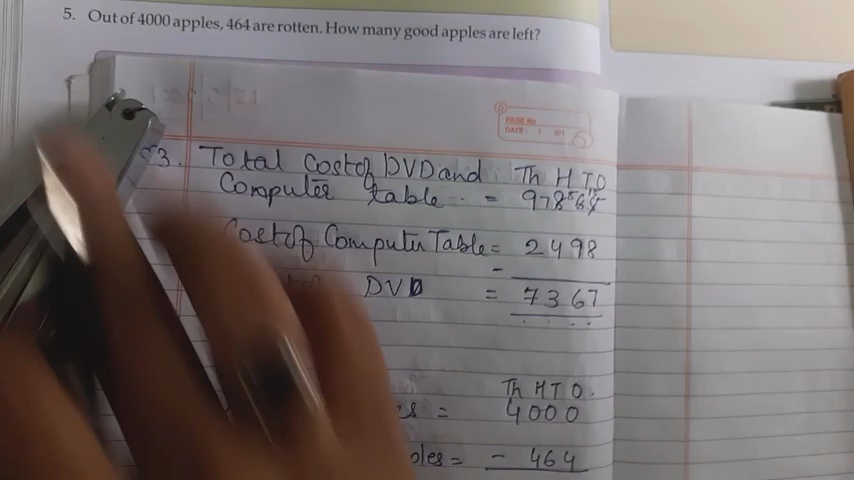 5. Out of 4000 apples, 464 are rotten. How many good apples are left?
PAGE No
DATE: / /
3. Total Cost of DVD and Th H T O
Computer table = 9786
Cost of Computer Table = 2498
-
DVD = 7367
Th H T O.
= 4000
= - 464